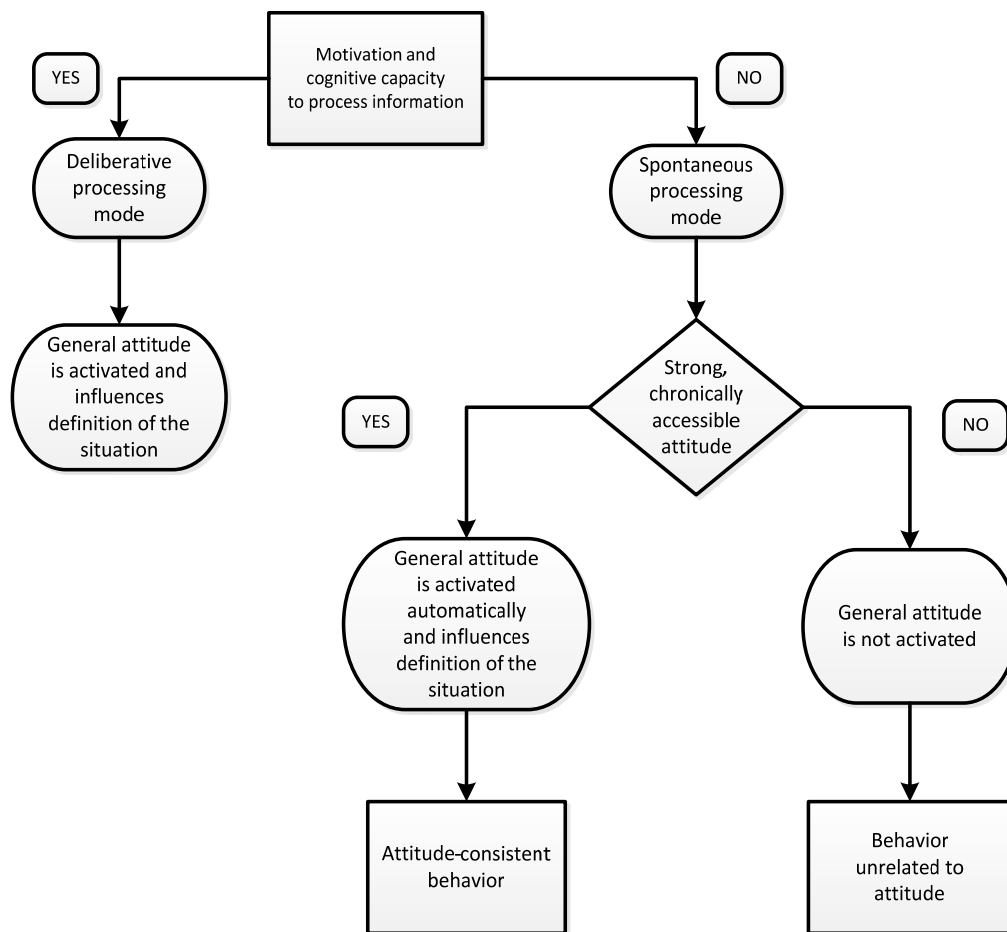 Motivation and
cognitive capacity
to process information
YES
NO
Deliberative
processing
mode
Spontaneous
processing
mode
General attitude
is activated and
influences
definition of the
situation
Strong,
chronically
accessible
attitude
YES
NO
General attitude
is activated
automatically
and influences
definition of the
situation
General attitude
is not activated
Attitude-consistent
behavior
Behavior
unrelated to
attitude